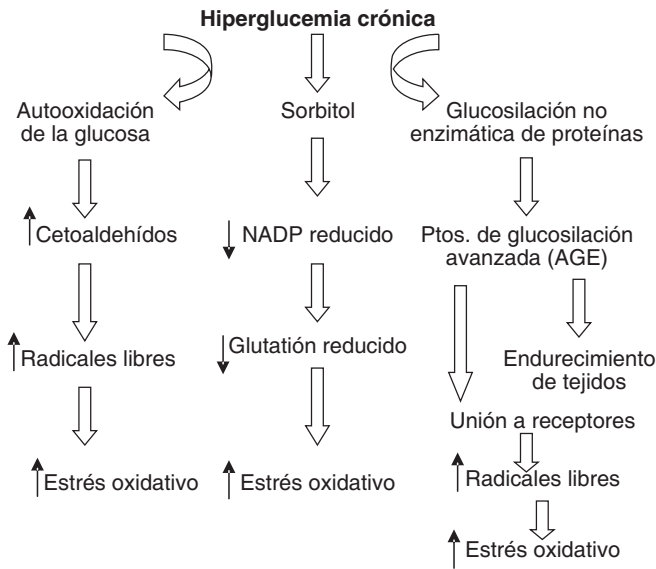 Hiperglucemia crónica
Autooxidación
de la glucosa
Sorbitol
Glucosilación no
enzimática de proteínas
Cetoaldehídos
NADP reducido
Ptos. de glucosilación
avanzada (AGE)
Radicales libres
Glutatión reducido
Endurecimiento
de tejidos
Unión a receptores
Estrés oxidativo
Estrés oxidativo
Radicales libres
Estrés oxidativo